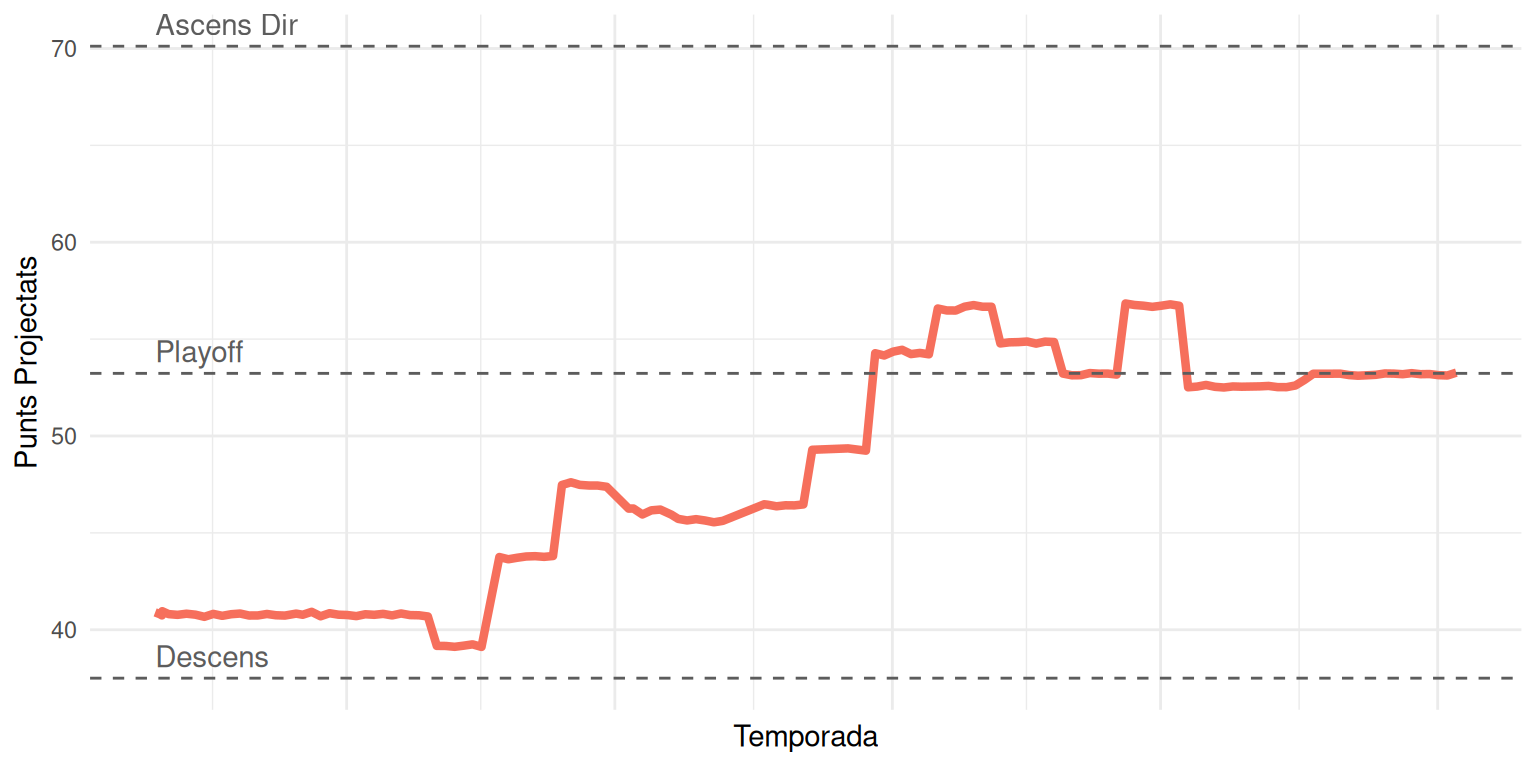 Ascens Dir
70
60
Playoff
50
40
Descens
Punts Projectats
Temporada